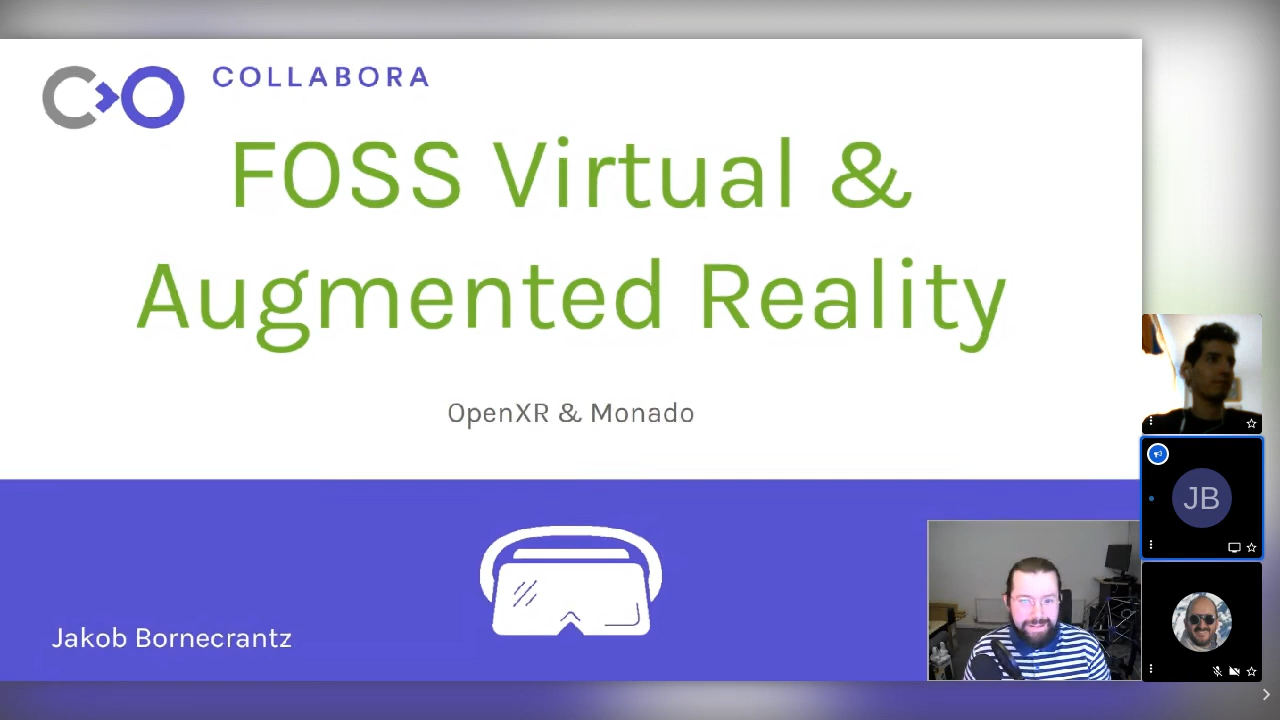 COLLABORA
FOSS Virtual &
Augmented Reality
OpenXR & Monado
JB
Jakob Bornecrantz